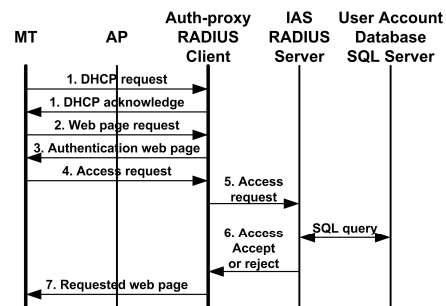 MT
AP
Auth-proxy
RADIUS
Client
IAS
RADIUS
Server
User Account
Database
SQL Server
1. DHCP request
1. DHCP acknowledge
2. Web page request
3. Authentication web page
4. Access request
5. Access
request
SQL query
6. Access
Accept
or reject
7. Requested web page